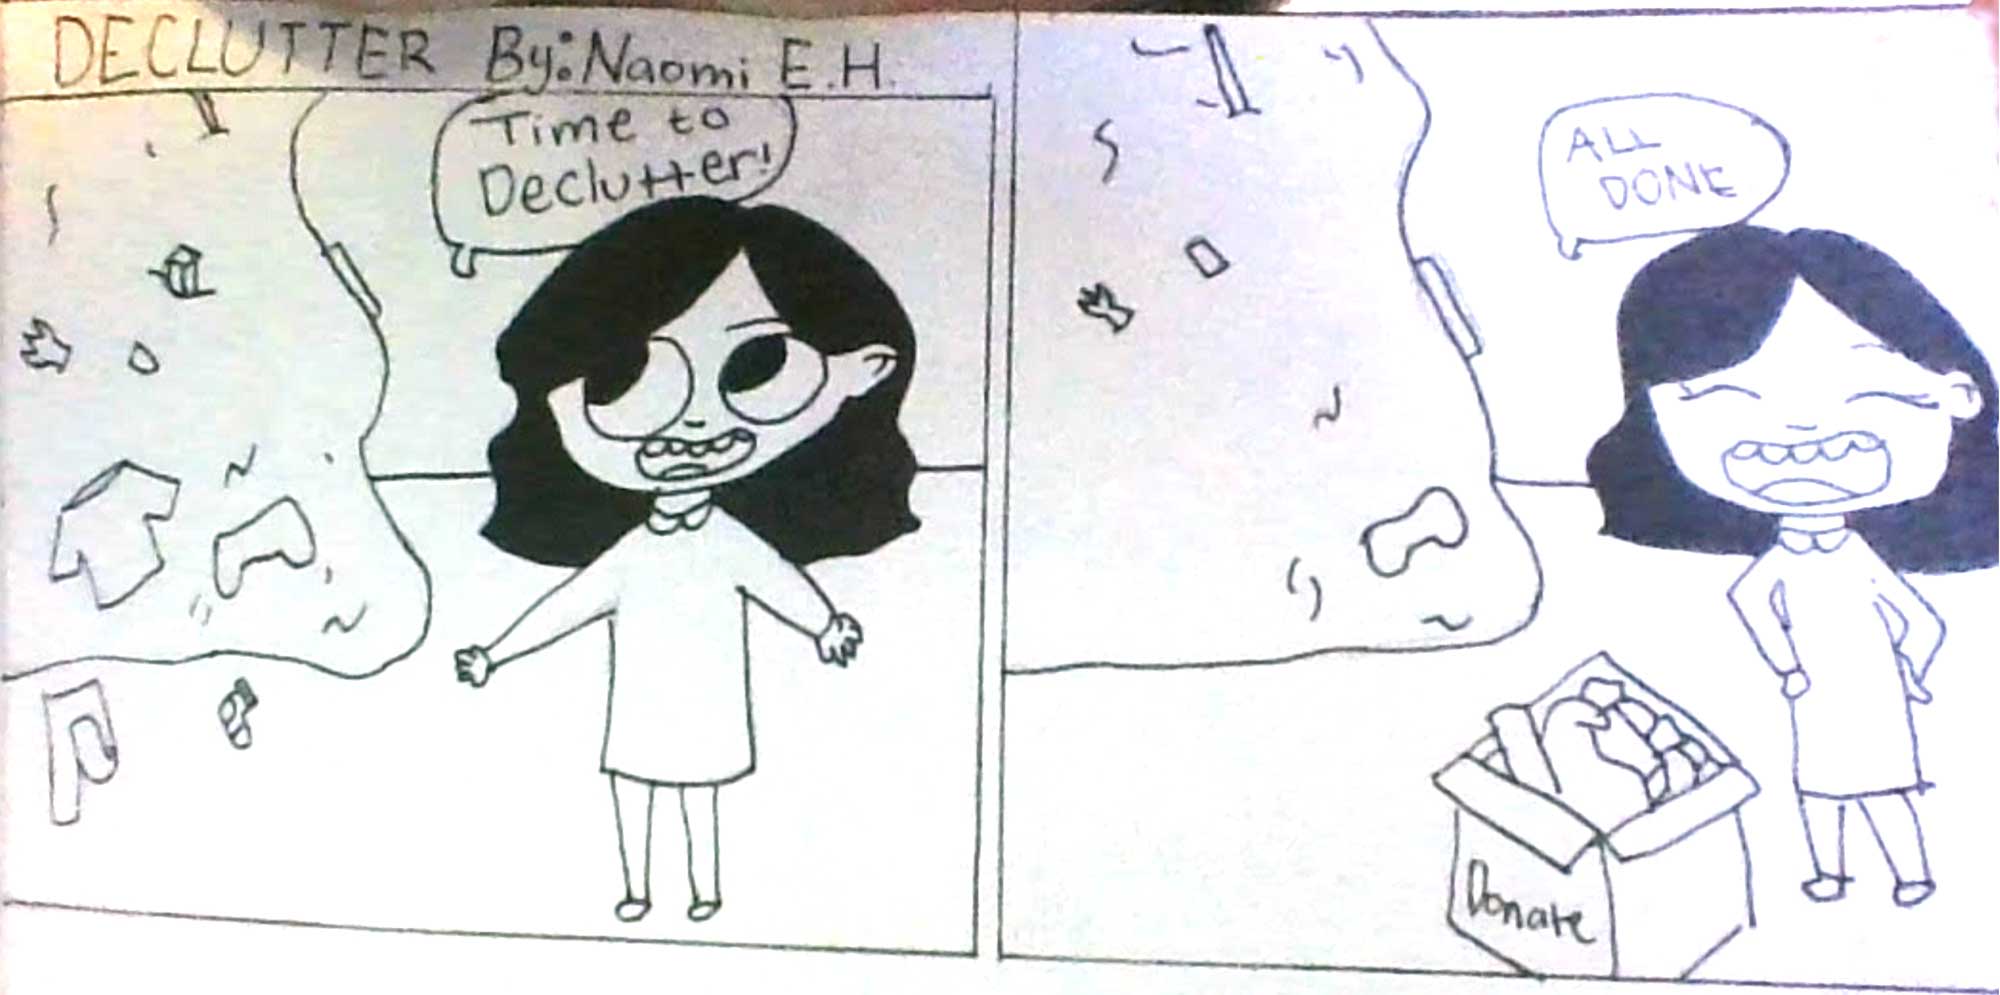 DECLUTTER By: Naomi E.H.
Time to
Declutter!
ALL
DONE
Donate